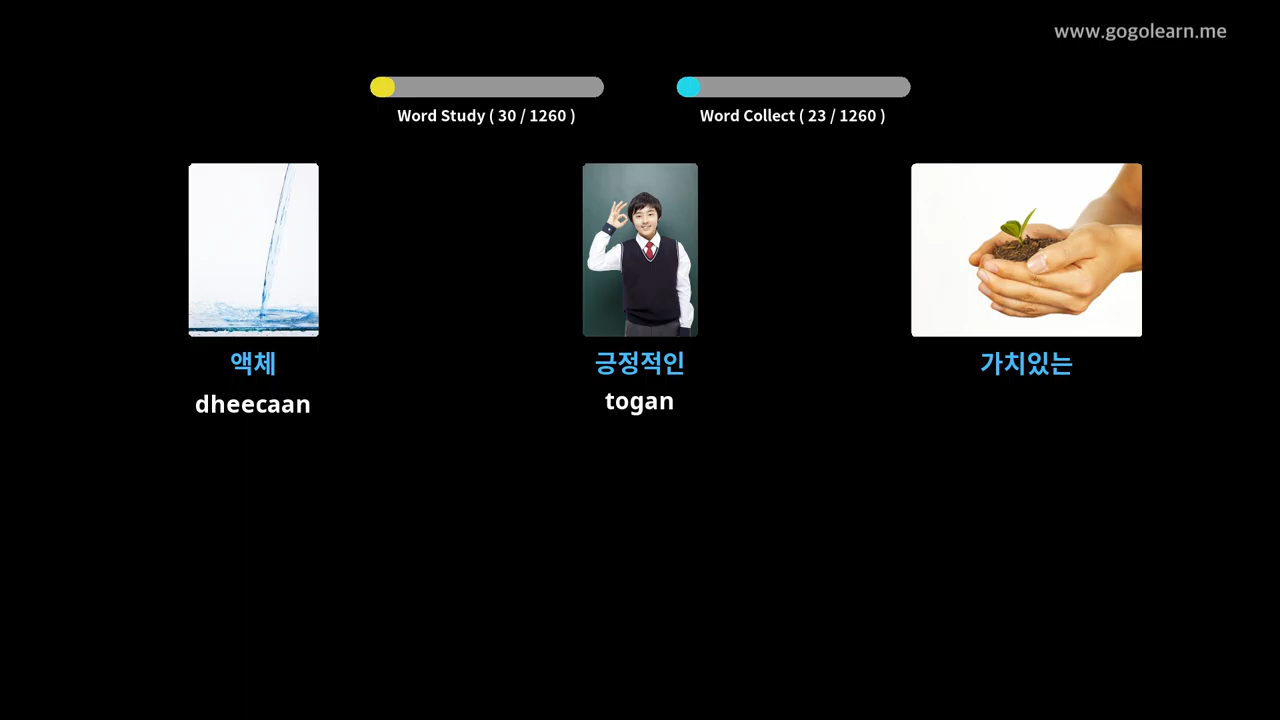 www.gogolearn.me
Word Study ( 30 / 1260 )
Word Collect ( 23 / 1260 )
액체
긍정적인
가치있는
dheecaan
togan